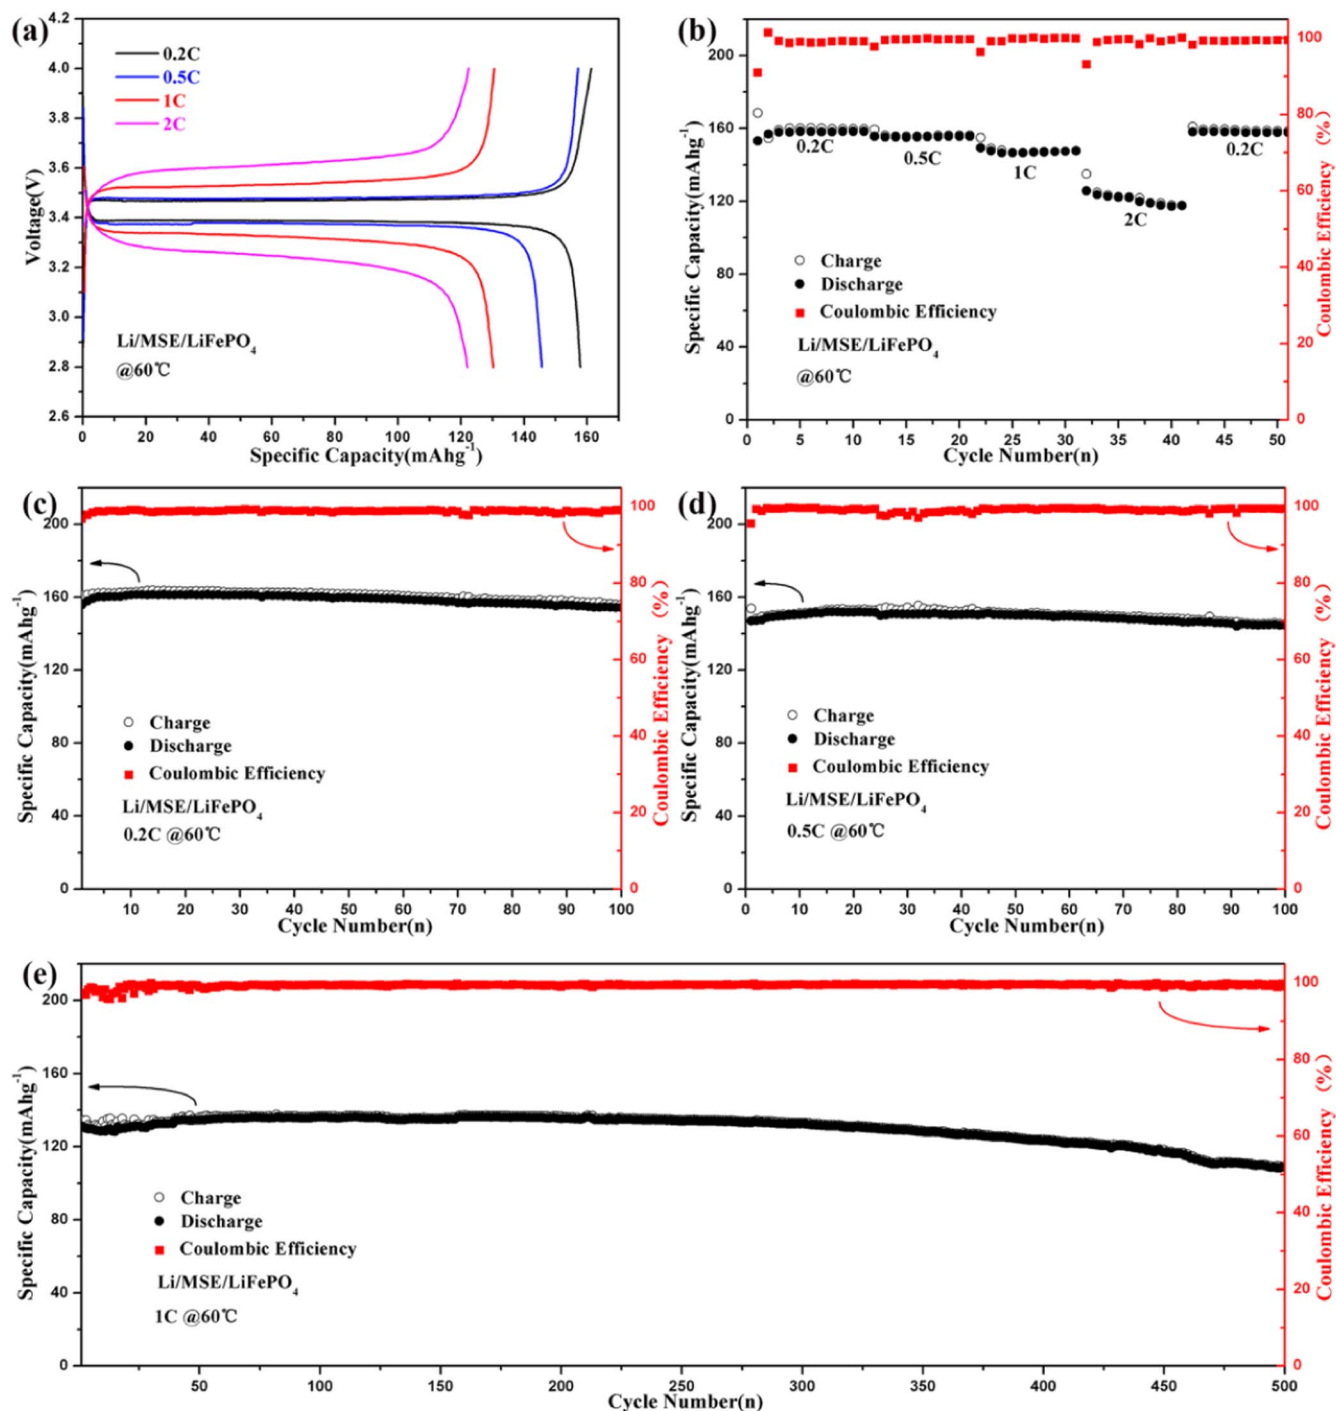 (a)
4.2
4.0
3.8
3.6
3.4
3.2
3.0
2.8
2.6
Voltage(V)
0.2C
0.5C
1C
2C
Li/MSE/LiFePO4
@60℃
0 20 40 60 80 100 120 140 160
Specific Capacity(mAhg-1)
(b)
200
160
120
80
40
0
Specific Capacity(mAhg-1)
0.2C
0.5C
1C
2C
0.2C
Charge
Discharge
Coulombic Efficiency
Li/MSE/LiFePO4
@60℃
0 5 10 15 20 25 30 35 40 45 50
Cycle Number(n)
100
80
60
40
20
0
Coulombic Efficiency (%)
(c)
200
160
120
80
40
0
Specific Capacity(mAhg-1)
Charge
Discharge
Coulombic Efficiency
Li/MSE/LiFePO4
0.2C @60℃
10 20 30 40 50 60 70 80 90 100
Cycle Number(n)
100
80
60
40
20
0
Coulombic Efficiency (%)
(d)
200
160
120
80
40
0
Specific Capacity(mAhg-1)
Charge
Discharge
Coulombic Efficiency
Li/MSE/LiFePO4
0.5C @60℃
0 10 20 30 40 50 60 70 80 90 100
Cycle Number(n)
100
80
60
40
20
0
Coulombic Efficiency (%)
(e)
200
160
120
80
40
0
Specific Capacity(mAhg-1)
Charge
Discharge
Coulombic Efficiency
Li/MSE/LiFePO4
1C @60℃
50 100 150 200 250 300 350 400 450 500
Cycle Number(n)
100
80
60
40
20
0
Coulombic Efficiency (%)